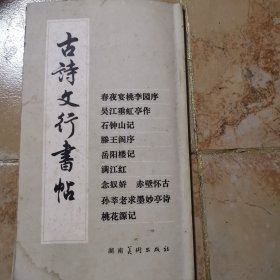 古詩文行書帖
春夜宴桃李园序
吴江垂虹亭作
石钟山记
滕王阁序
岳阳楼记
满江红
念奴娇 赤壁怀古
孙莘老求墨妙亭诗
桃花源记
湖南美術出版社